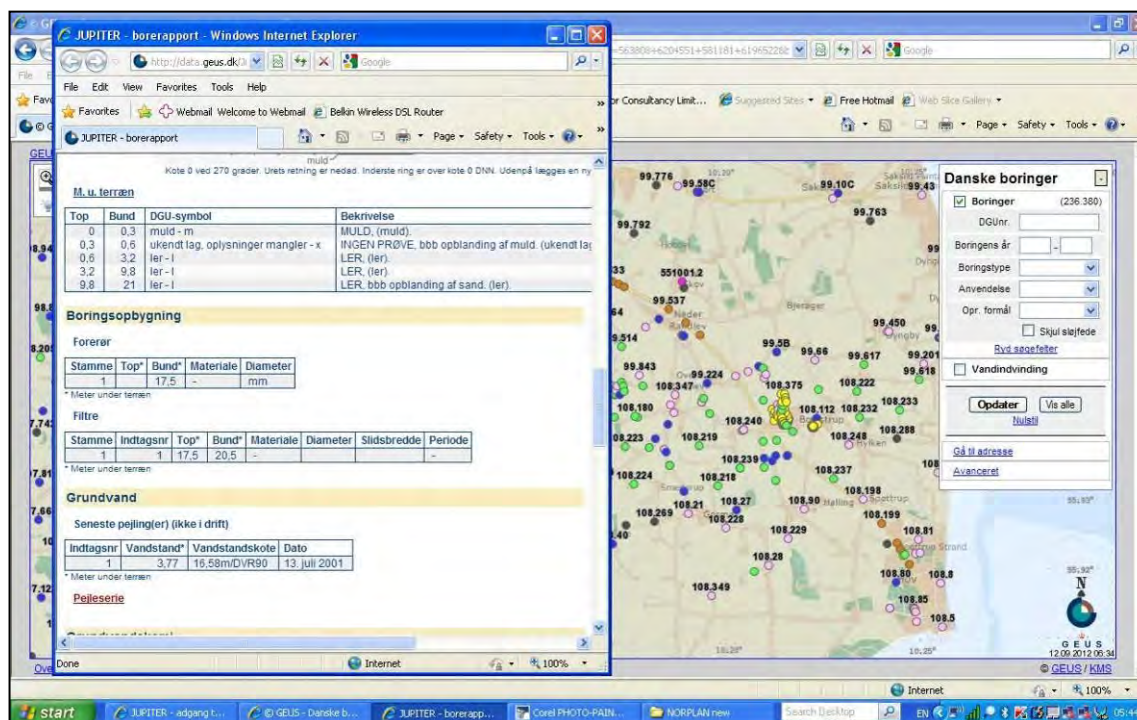 JUPITER - borerapport - Windows Internet Explorer
http://data.geus.dk/
Google
File Edit View Favorites Tools Help
Favorites Webmail Welcome to Webmail Belkin Wireless DSL Router
JUPITER - borerapport
Page Safety Tools
muld
Kote 0 ved 270 grader. Urets retning er nedad. Inderste ring er over kote 0 DNN. Udenpå lægges en ny
M. u. terræn
Top Bund DGU-symbol Bekrivelse
0 0,3 muld - m MULD, (muld).
0,3 0,6 ukendt lag, oplysninger mangler - x INGEN PRØVE, bbb opblanding af muld. (ukendt lag
0,6 3,2 ler - l LER, (ler).
3,2 9,8 ler - l LER, (ler).
9,8 21 ler - l LER, bbb opblanding af sand. (ler).
Boringsopbygning
Forerør
Stamme Top* Bund* Materiale Diameter
1 17,5 - mm
* Meter under terræn
Filtre
Stamme Indtagsnr Top* Bund* Materiale Diameter Slidsbredde Periode
1 1 17,5 20,5 - -
* Meter under terræn
Grundvand
Seneste pejling(er) (ikke i drift)
Indtagsnr Vandstand* Vandstandskote Dato
1 3,77 16,58m/DVR90 13. juli 2001
* Meter under terræn
Pejleserie
Done Internet 100%
Google
or Consultancy Limit... Suggested Sites Free Hotmail Web Slice Gallery
Page Safety Tools
GEUS
99.776
99.58C
99.10C
99.43
99.792
99.763
551001.2
99.537
99.450
99.514
99.5B
99.66
99.617
99.201
99.843
99.224
99.618
108.347
108.375
108.222
108.180
108.240
108.112
108.232
108.233
108.223
108.219
108.248
108.288
108.239
108.224
108.218
108.237
108.27
108.90
108.198
108.269
108.21
108.228
108.199
108.229
108.81
108.28
108.349
108.80
108.8
108.85
108.5
Hølling
Danske boringer
Boringer (236.380)
DGUnr.
Boringens år -
Boringstype
Anvendelse
Opr. formål
Skjul sløjfede
Ryd søgefelter
Vandindvinding
Opdater Vis alle
Nulstil
Gå til adresse
Avanceret
N
GEUS
12.09.2012 06:34
© GEUS / KMS
Internet 100%
start JUPITER - adgang t... © GEUS - Danske b... JUPITER - borerapp... Corel PHOTO-PAIN... NORPLAN new Search Desktop EN